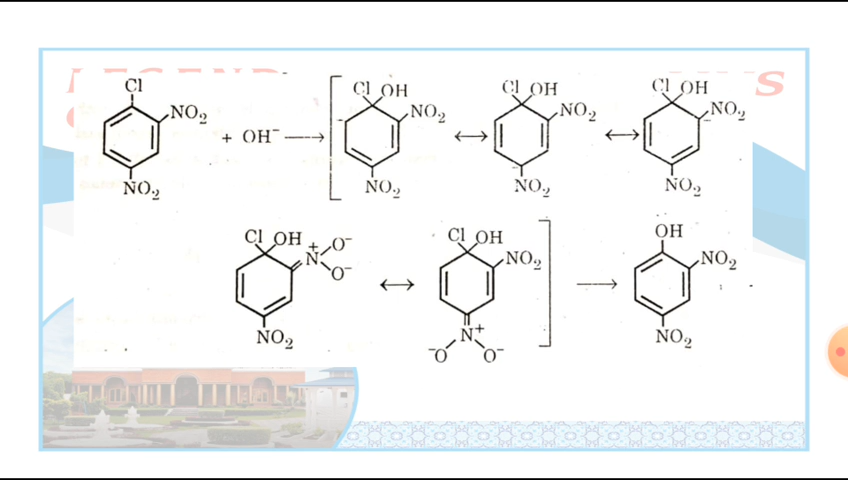 Cl Cl OH Cl OH Cl OH
NO₂ NO₂ NO₂ NO₂
+ OH⁻ ⟶ [ ⁻ ↔ ↔ ⁻
NO₂ NO₂ ⁻ NO₂ NO₂
Cl OH Cl OH OH
N⁺ O⁻ O⁻ NO₂ NO₂
↔ ] ⟶
NO₂ N⁺ NO₂
⁻O O⁻